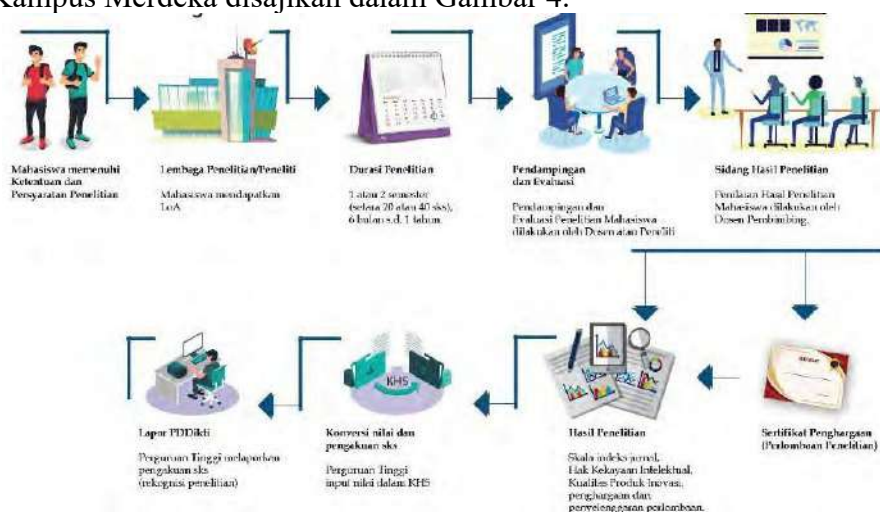 Kampus Merdeka disajikan dalam Gambar 4.
Mahasiswa memenuhi
Ketentuan dan
Persyaratan Penelitian
Lembaga Penelitian/Peneliti
Mahasiswa mendapatkan
LoA
Durasi Penelitian
1 atau 2 semester
(setara 20 atau 40 sks),
6 bulan s.d. 1 tahun.
Pendampingan
dan Evaluasi
Pendampingan dan
Evaluasi Penelitian Mahasiswa
dilakukan oleh Dosen atau Peneliti
Sidang Hasil Penelitian
Penilaian Hasil Penelitian
Mahasiswa dilakukan oleh
Dosen Pembimbing.
Lapor PDDikti
Perguruan Tinggi melaporkan
pengakuan sks
(rekognisi penelitian)
KHS
Konversi nilai dan
pengakuan sks
Perguruan Tinggi
input nilai dalam KHS
Hasil Penelitian
Skala indeks jurnal,
Hak Kekayaan Intelektual,
Kualitas Produk Inovasi,
penghargaan dan
penyelenggaran perlombaan.
Sertifikat Penghargaan
(Perlombaan Penelitian)